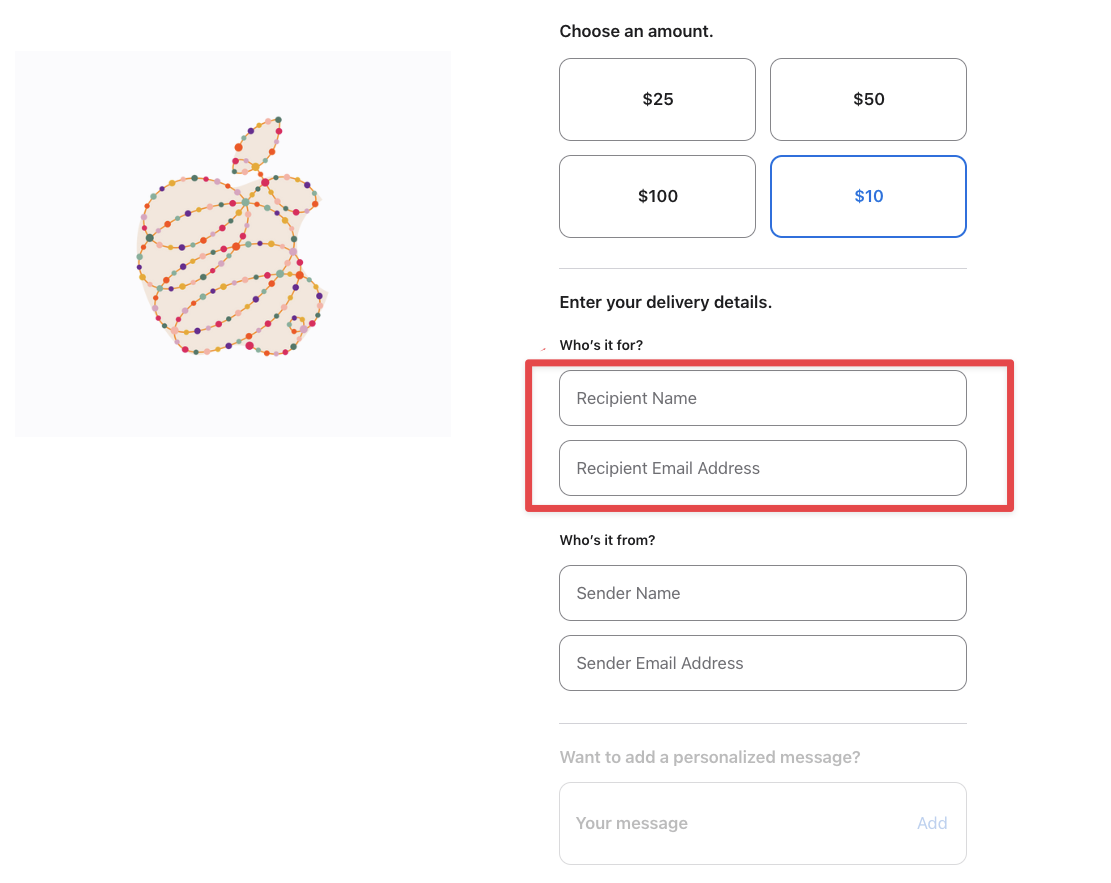 Choose an amount.
$25
$50
$100
$10
Enter your delivery details.
Who's it for?
Recipient Name
Recipient Email Address
Who's it from?
Sender Name
Sender Email Address
Want to add a personalized message?
Your message
Add